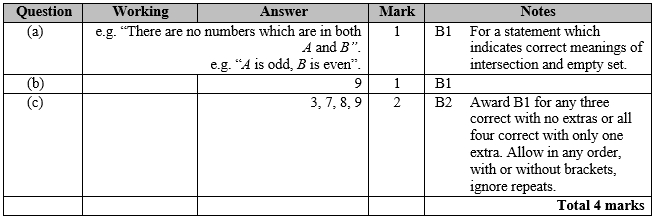 Question Working Answer Mark Notes
(a) e.g. “There are no numbers which are in both 1 B1 For a statement which
A and B”. indicates correct meanings of
e.g. “A is odd, B is even”. intersection and empty set.
(b) 9 1 B1
(c) 3, 7, 8, 9 2 B2 Award B1 for any three
correct with no extras or all
four correct with only one
extra. Allow in any order,
with or without brackets,
ignore repeats.
Total 4 marks